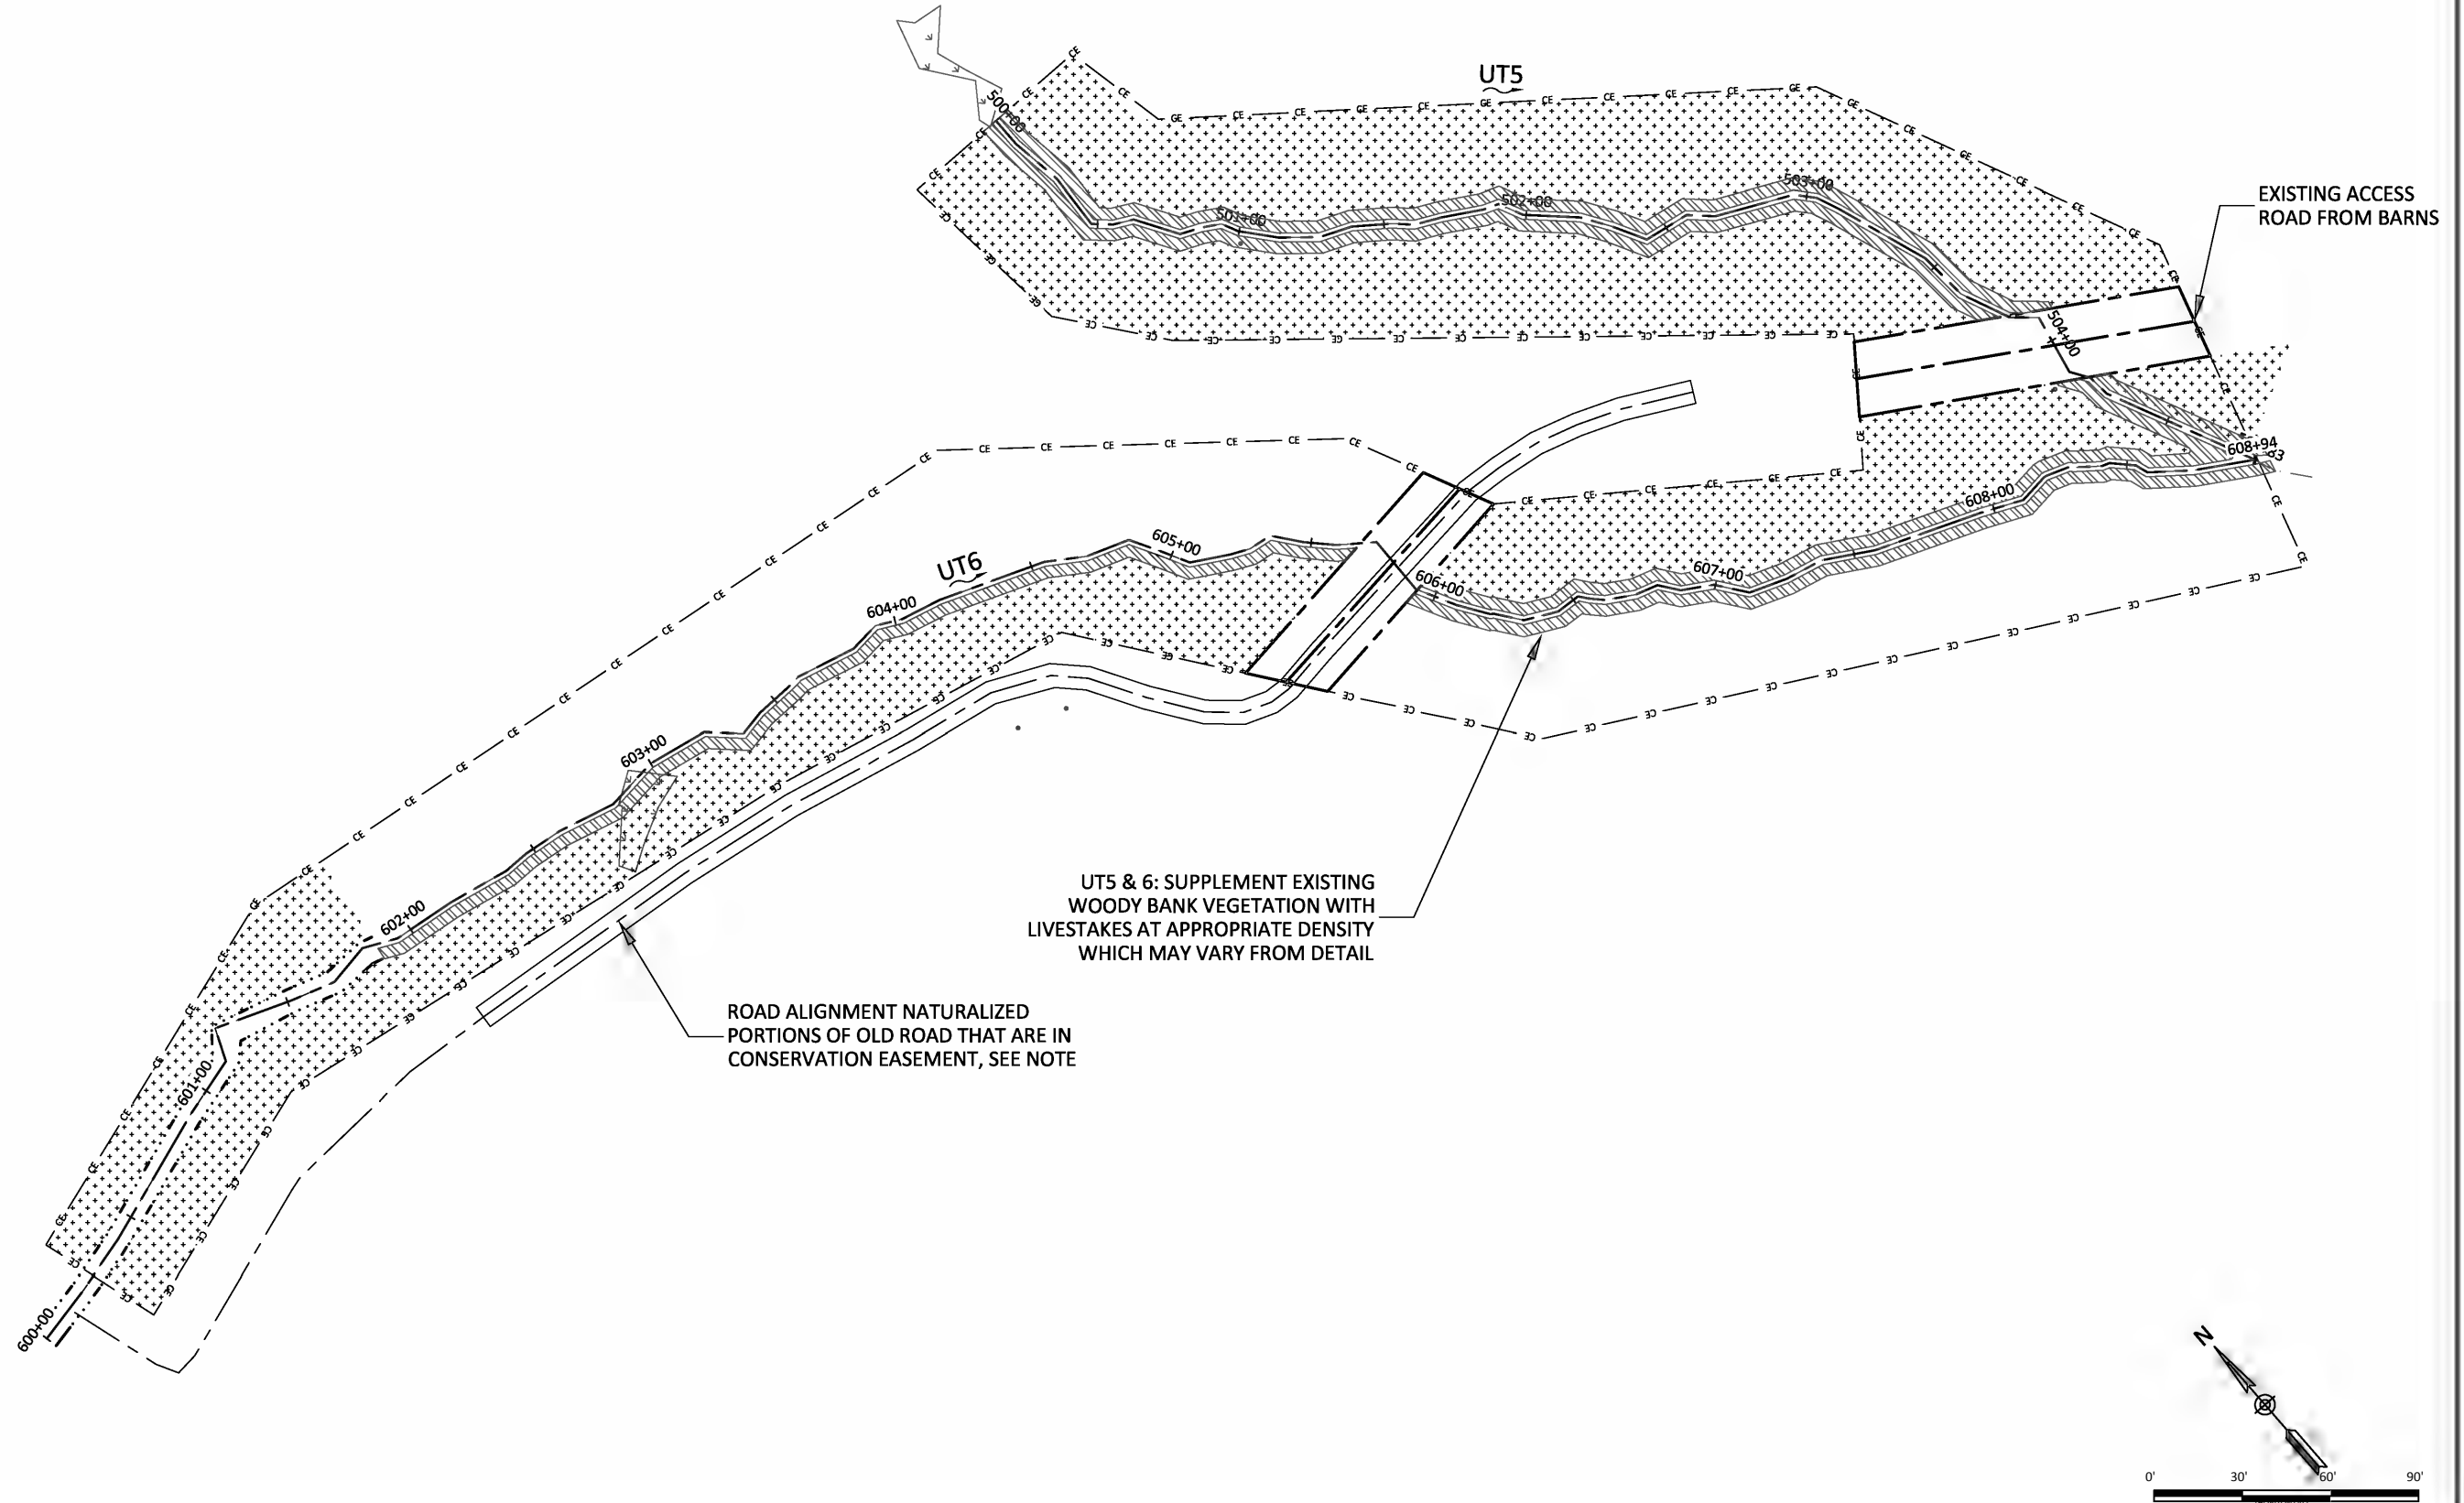 UT5
500+00
501+00
502+00
503+00
504+00
EXISTING ACCESS
ROAD FROM BARNS
608+94
608+00
607+00
606+00
605+00
UT6
604+00
603+00
602+00
601+00
600+00
UT5 & 6: SUPPLEMENT EXISTING
WOODY BANK VEGETATION WITH
LIVESTAKES AT APPROPRIATE DENSITY
WHICH MAY VARY FROM DETAIL
ROAD ALIGNMENT NATURALIZED
PORTIONS OF OLD ROAD THAT ARE IN
CONSERVATION EASEMENT, SEE NOTE
CE
N
0' 30' 60' 90'